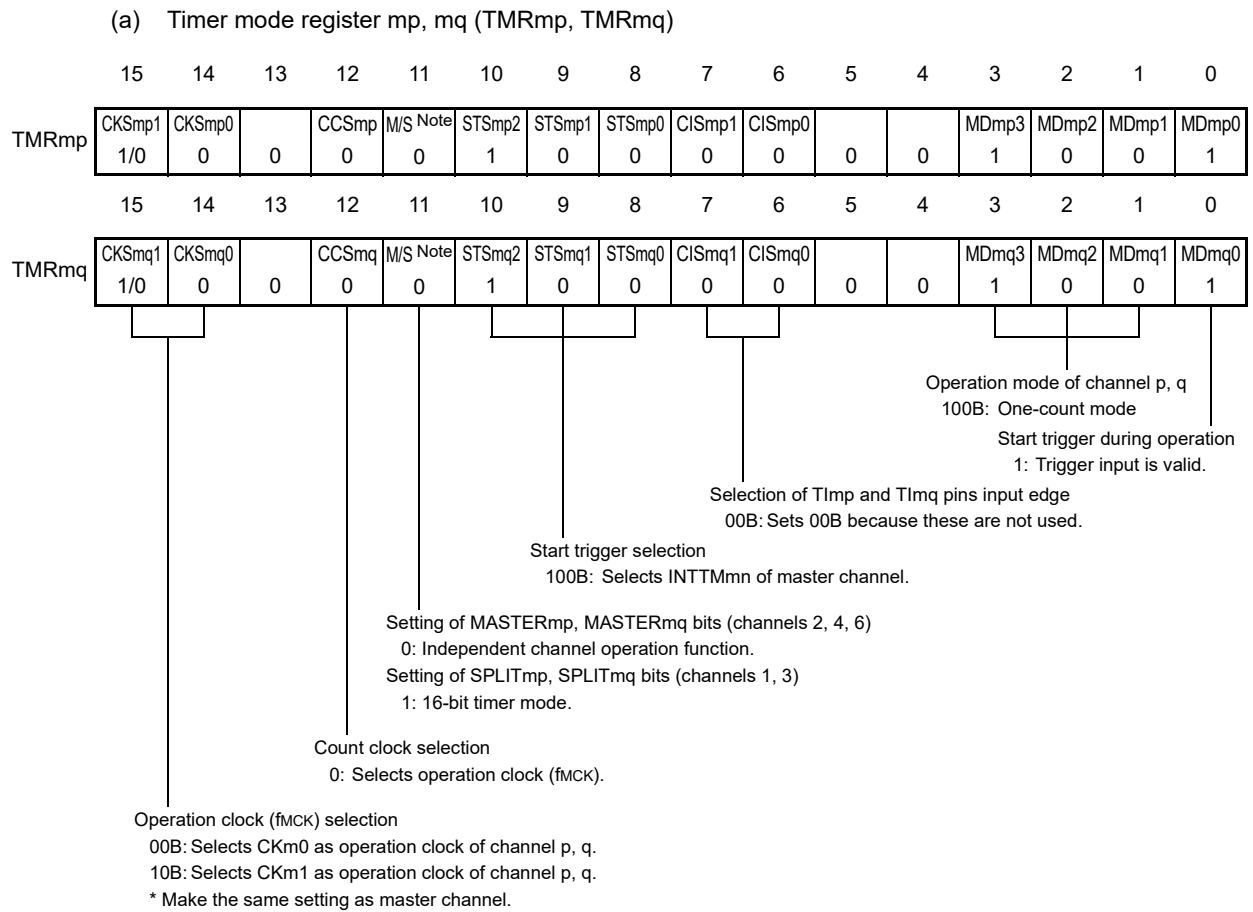 (a) Timer mode register mp, mq (TMRmp, TMRmq)
15 14 13 12 11 10 9 8 7 6 5 4 3 2 1 0
TMRmp CKSmp1 CKSmp0 CCSmp M/S Note STSmp2 STSmp1 STSmp0 CISmp1 CISmp0 MDmp3 MDmp2 MDmp1 MDmp0
1/0 0 0 0 0 1 0 0 0 0 0 0 1 0 0 1
15 14 13 12 11 10 9 8 7 6 5 4 3 2 1 0
TMRmq CKSmq1 CKSmq0 CCSmq M/S Note STSmq2 STSmq1 STSmq0 CISmq1 CISmq0 MDmq3 MDmq2 MDmq1 MDmq0
1/0 0 0 0 0 1 0 0 0 0 0 0 1 0 0 1
Operation mode of channel p, q
100B: One-count mode
Start trigger during operation
1: Trigger input is valid.
Selection of TImp and TImq pins input edge
00B: Sets 00B because these are not used.
Start trigger selection
100B: Selects INTTMmn of master channel.
Setting of MASTERmp, MASTERmq bits (channels 2, 4, 6)
0: Independent channel operation function.
Setting of SPLITmp, SPLITmq bits (channels 1, 3)
1: 16-bit timer mode.
Count clock selection
0: Selects operation clock (fMCK).
Operation clock (fMCK) selection
00B: Selects CKm0 as operation clock of channel p, q.
10B: Selects CKm1 as operation clock of channel p, q.
* Make the same setting as master channel.